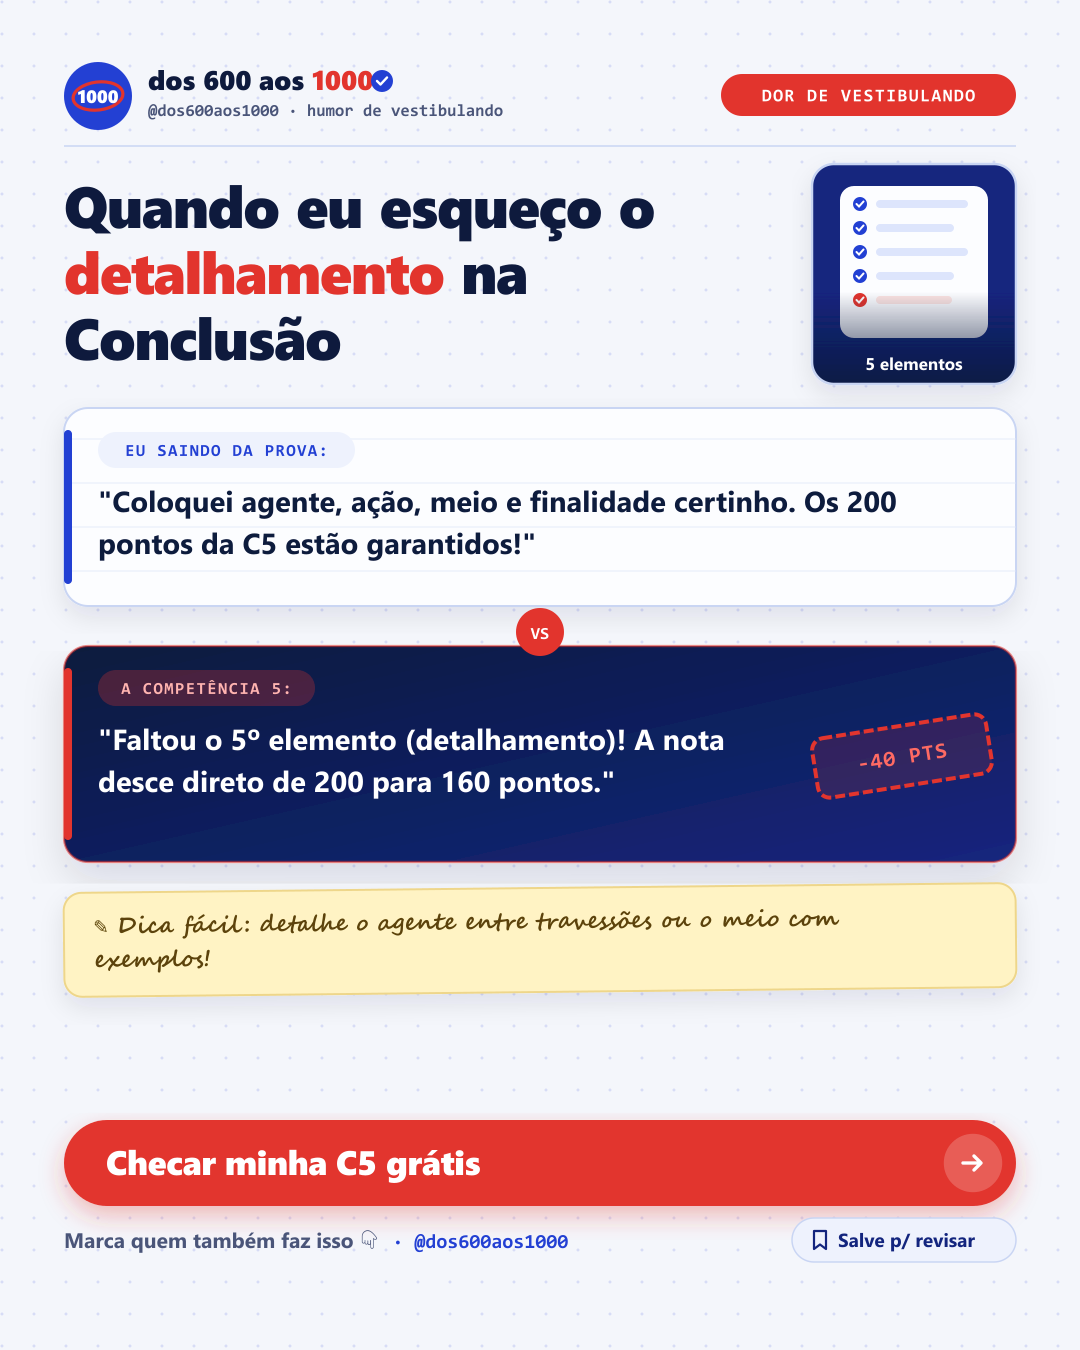 1000
dos 600 aos 1000
@dos600aos1000 · humor de vestibulando
DOR DE VESTIBULANDO
Quando eu esqueço o
detalhamento na
Conclusão
5 elementos
EU SAINDO DA PROVA:
"Coloquei agente, ação, meio e finalidade certinho. Os 200
pontos da C5 estão garantidos!"
VS
A COMPETÊNCIA 5:
"Faltou o 5º elemento (detalhamento)! A nota
desce direto de 200 para 160 pontos."
-40 PTS
✎ Dica fácil: detalhe o agente entre travessões ou o meio com
exemplos!
Checar minha C5 grátis
Marca quem também faz isso 👇 · @dos600aos1000
Salve p/ revisar